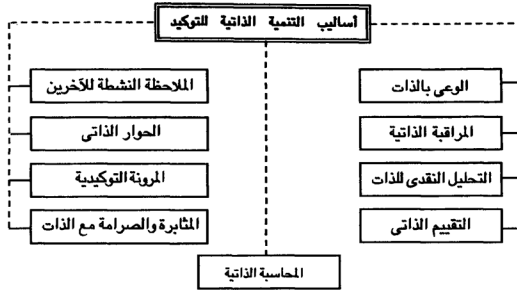 أساليب التنمية الذاتية للتوكيد
الوعى بالذات
المراقبة الذاتية
التحليل النقدى للذات
التقييم الذاتى
الملاحظة النشطة للآخرين
الحوار الذاتى
المرونة التوكيدية
المثابرة والصرامة مع الذات
المحاسبة الذاتية